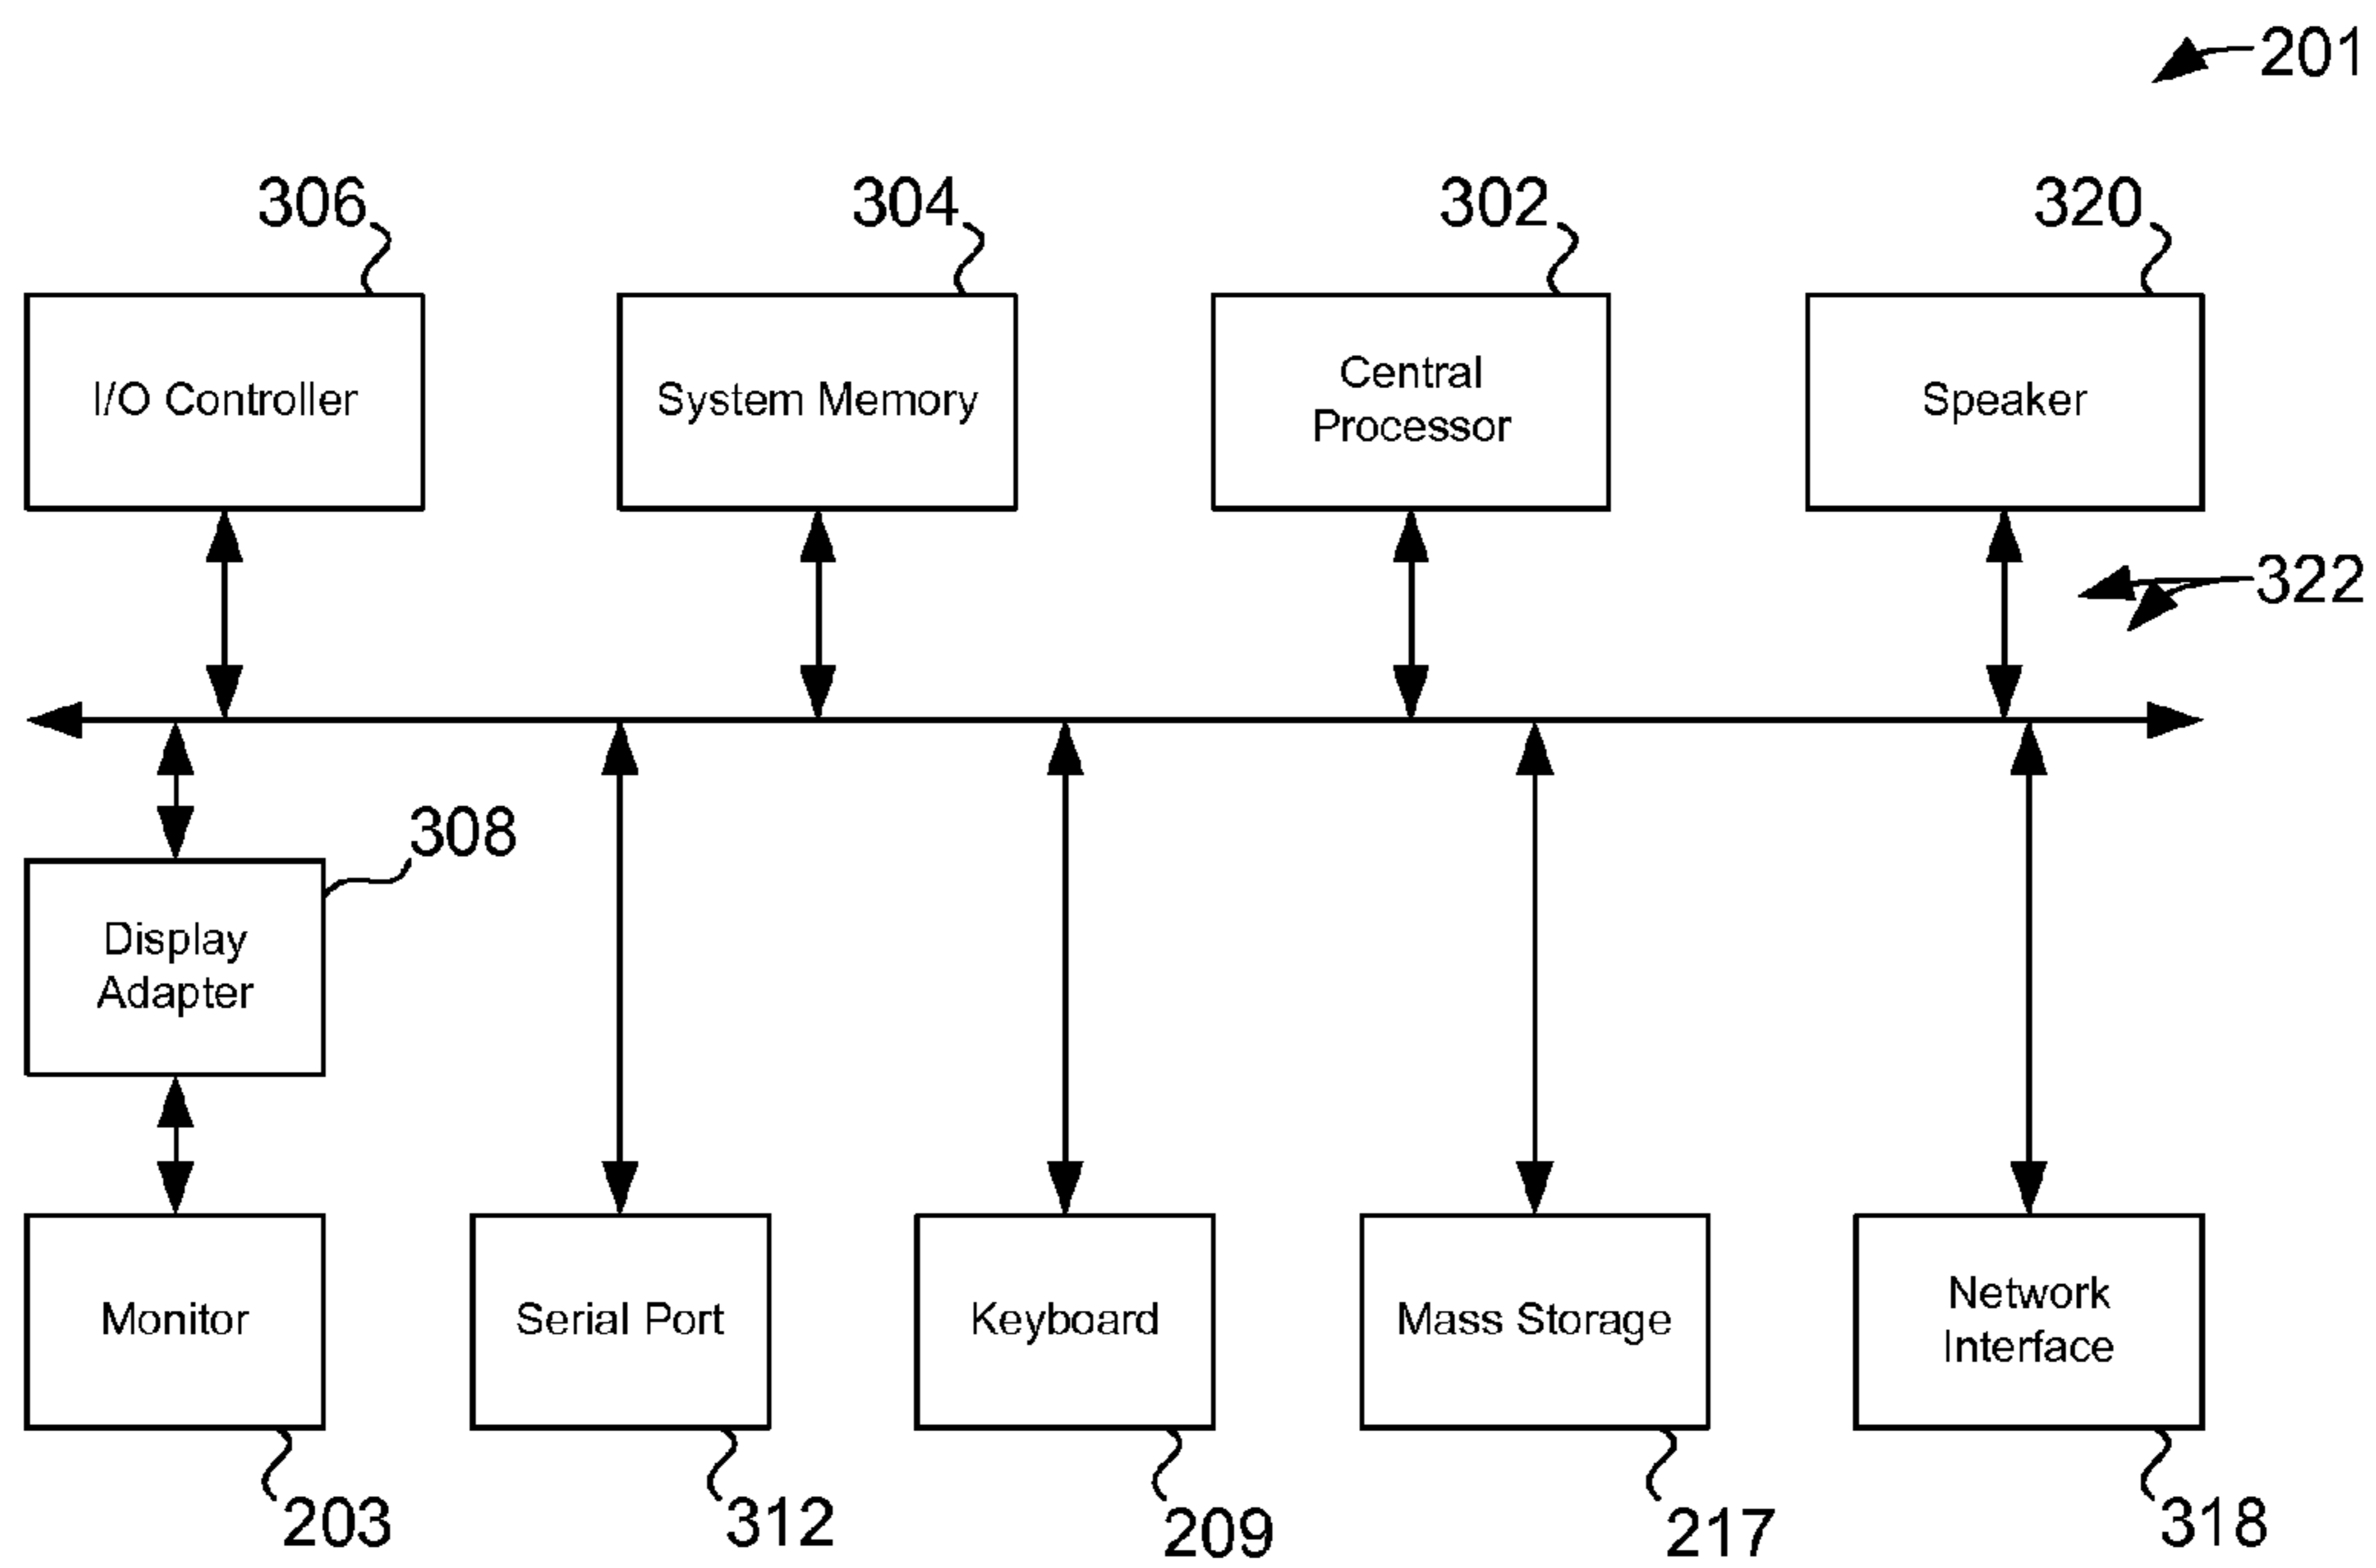 201
306
304
302
320
I/O Controller
System Memory
Central
Processor
Speaker
322
308
Display
Adapter
Monitor
Serial Port
Keyboard
Mass Storage
Network
Interface
203
312
209
217
318